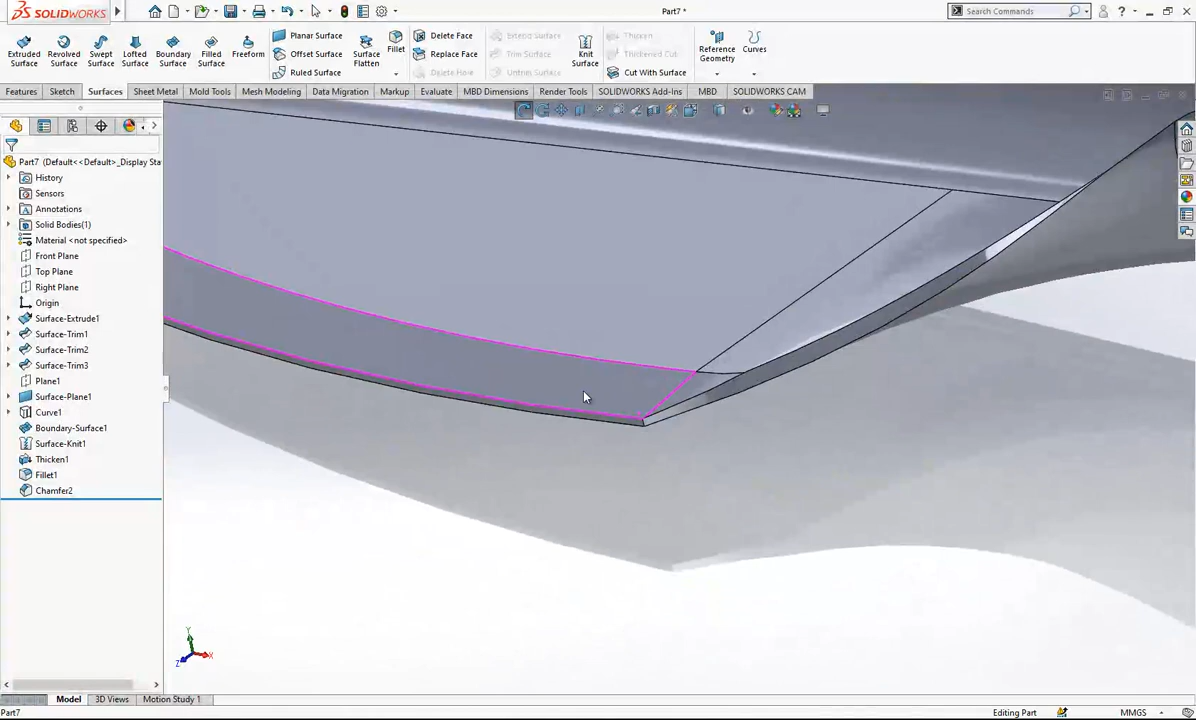 SOLIDWORKS
Part7 *
Search Commands
Extruded Surface
Revolved Surface
Swept Surface
Lofted Surface
Boundary Surface
Filled Surface
Freeform
Planar Surface
Offset Surface
Ruled Surface
Surface Flatten
Fillet
Delete Face
Replace Face
Delete Hole
Extend Surface
Trim Surface
Untrim Surface
Knit Surface
Thicken
Thickened Cut
Cut With Surface
Reference Geometry
Curves
Features
Sketch
Surfaces
Sheet Metal
Mold Tools
Mesh Modeling
Data Migration
Markup
Evaluate
MBD Dimensions
Render Tools
SOLIDWORKS Add-Ins
MBD
SOLIDWORKS CAM
Part7 (Default<<Default>_Display Sta
History
Sensors
Annotations
Solid Bodies(1)
Material <not specified>
Front Plane
Top Plane
Right Plane
Origin
Surface-Extrude1
Surface-Trim1
Surface-Trim2
Surface-Trim3
Plane1
Surface-Plane1
Curve1
Boundary-Surface1
Surface-Knit1
Thicken1
Fillet1
Chamfer2
Y
X
Z
Model
3D Views
Motion Study 1
Part7
Editing Part
MMGS